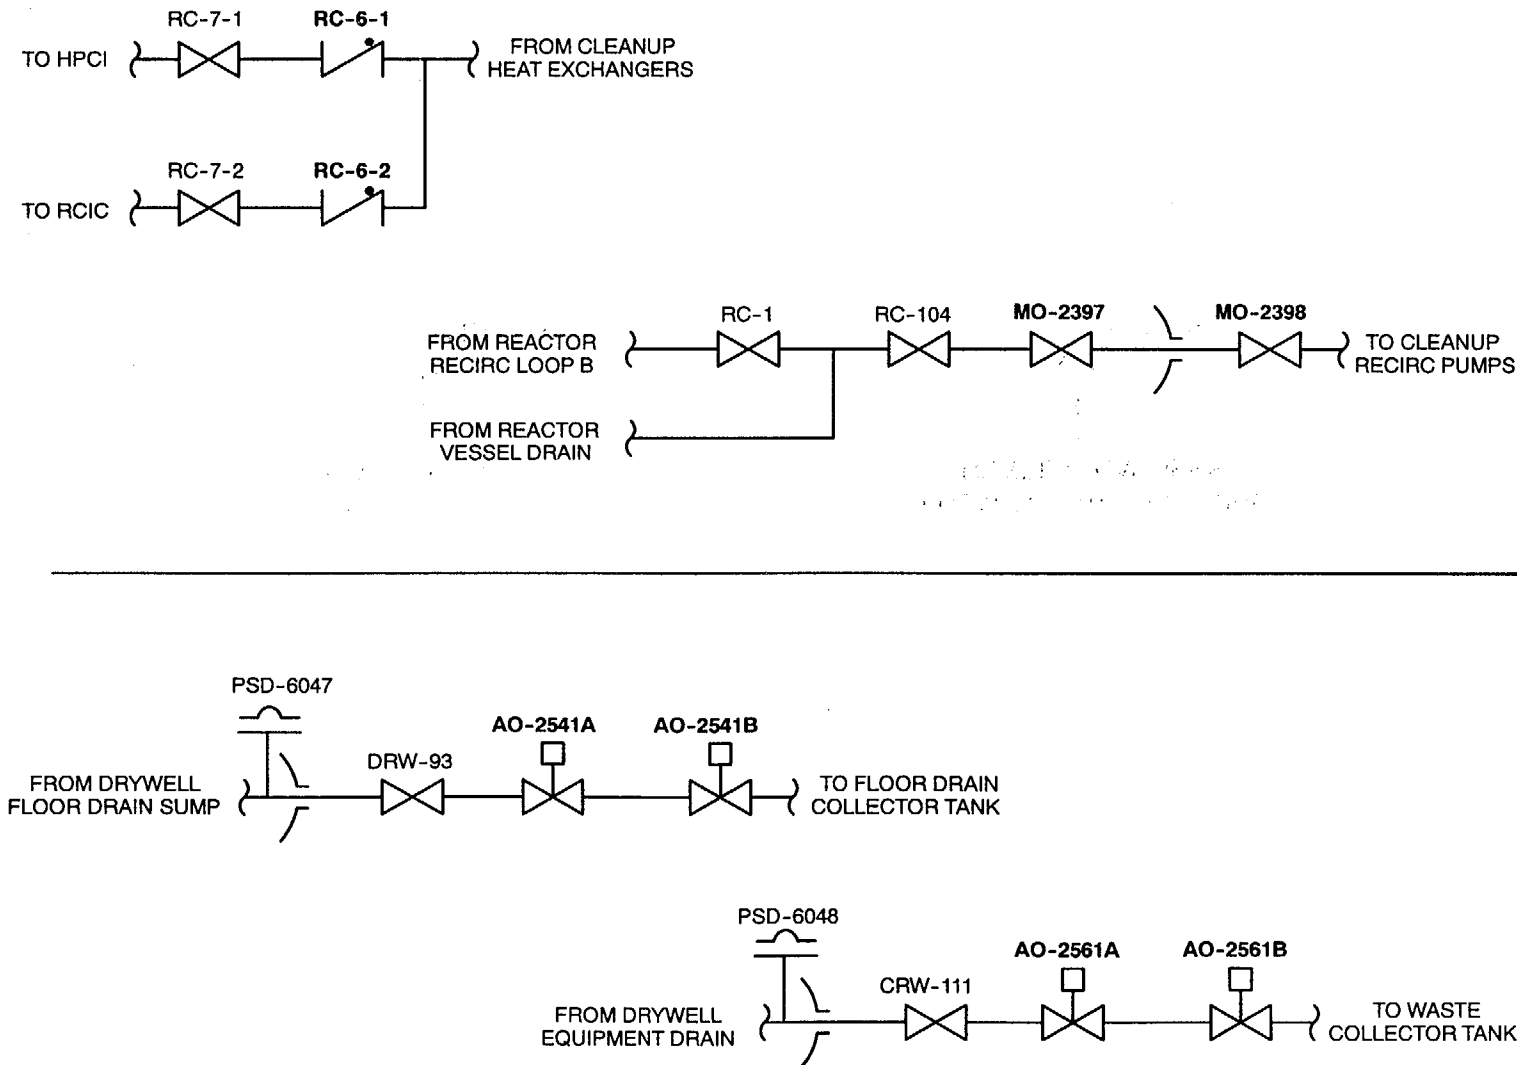 RC-7-1
RC-6-1
TO HPCI
FROM CLEANUP
HEAT EXCHANGERS
RC-7-2
RC-6-2
TO RCIC
RC-1
RC-104
MO-2397
MO-2398
FROM REACTOR
RECIRC LOOP B
TO CLEANUP
RECIRC PUMPS
FROM REACTOR
VESSEL DRAIN
PSD-6047
AO-2541A
AO-2541B
DRW-93
FROM DRYWELL
FLOOR DRAIN SUMP
TO FLOOR DRAIN
COLLECTOR TANK
PSD-6048
AO-2561A
AO-2561B
CRW-111
FROM DRYWELL
EQUIPMENT DRAIN
TO WASTE
COLLECTOR TANK